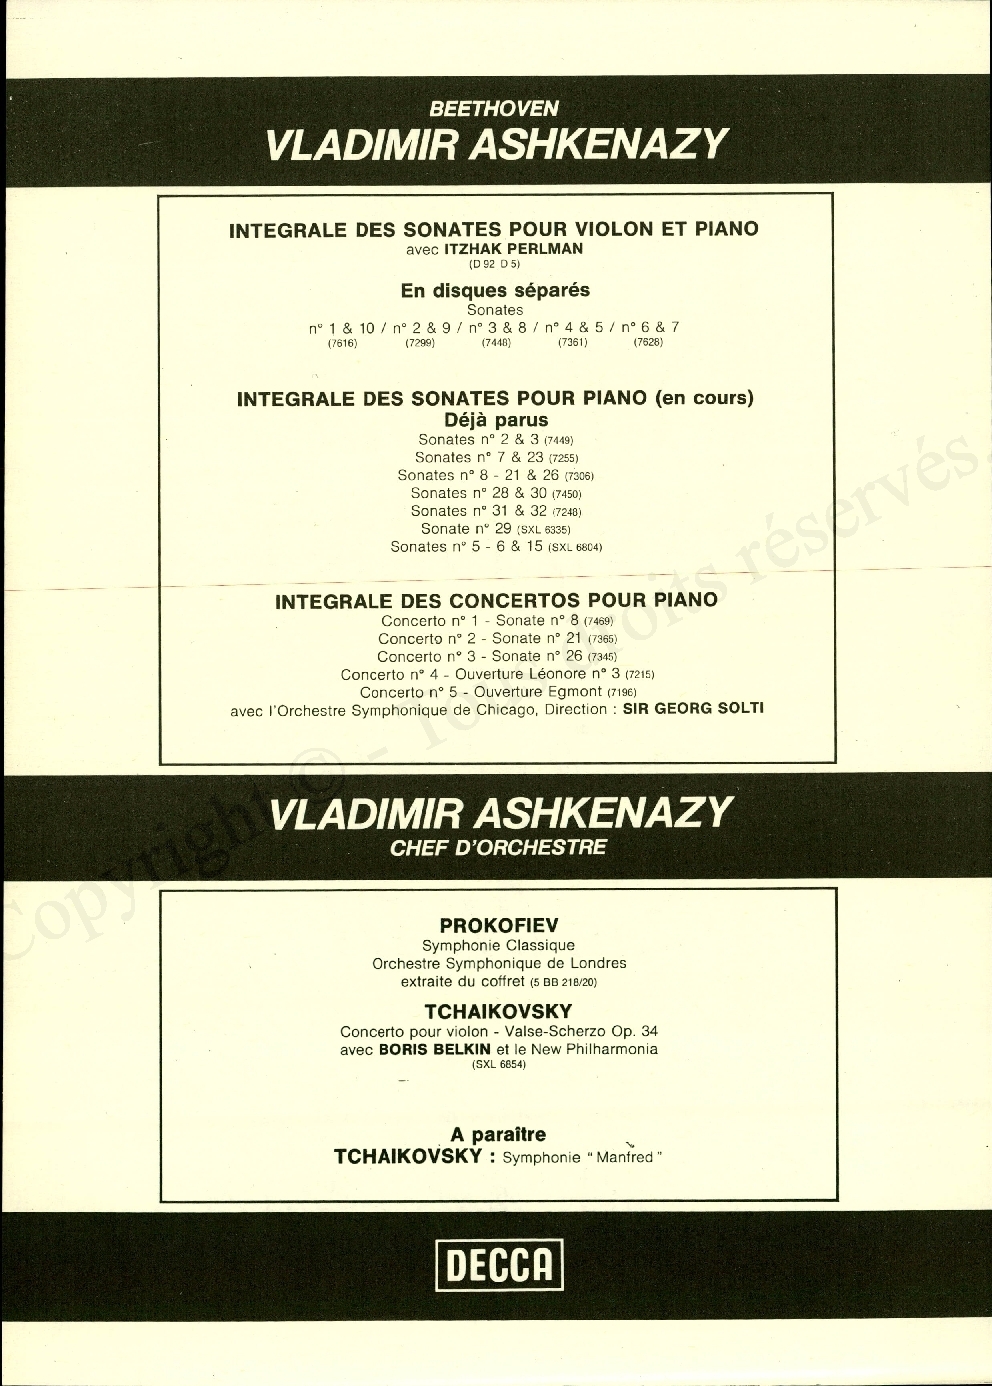 BEETHOVEN
VLADIMIR ASHKENAZY
INTEGRALE DES SONATES POUR VIOLON ET PIANO
avec ITZHAK PERLMAN
(D 92 D 5)
En disques séparés
Sonates
n° 1 & 10 / n° 2 & 9 / n° 3 & 8 / n° 4 & 5 / n° 6 & 7
(7616) (7299) (7448) (7361) (7628)
INTEGRALE DES SONATES POUR PIANO (en cours)
Déjà parus
Sonates n° 2 & 3 (7449)
Sonates n° 7 & 23 (7255)
Sonates n° 8 - 21 & 26 (7306)
Sonates n° 28 & 30 (7450)
Sonates n° 31 & 32 (7248)
Sonate n° 29 (SXL 6335)
Sonates n° 5 - 6 & 15 (SXL 6804)
INTEGRALE DES CONCERTOS POUR PIANO
Concerto n° 1 - Sonate n° 8 (7469)
Concerto n° 2 - Sonate n° 21 (7365)
Concerto n° 3 - Sonate n° 26 (7345)
Concerto n° 4 - Ouverture Léonore n° 3 (7215)
Concerto n° 5 - Ouverture Egmont (7196)
avec l'Orchestre Symphonique de Chicago, Direction : SIR GEORG SOLTI
VLADIMIR ASHKENAZY
CHEF D'ORCHESTRE
PROKOFIEV
Symphonie Classique
Orchestre Symphonique de Londres
extraite du coffret (5 BB 218/20)
TCHAIKOVSKY
Concerto pour violon - Valse-Scherzo Op. 34
avec BORIS BELKIN et le New Philharmonia
(SXL 6854)
A paraître
TCHAIKOVSKY : Symphonie "Manfred"
DECCA
Copyright © - Tous droits réservés.